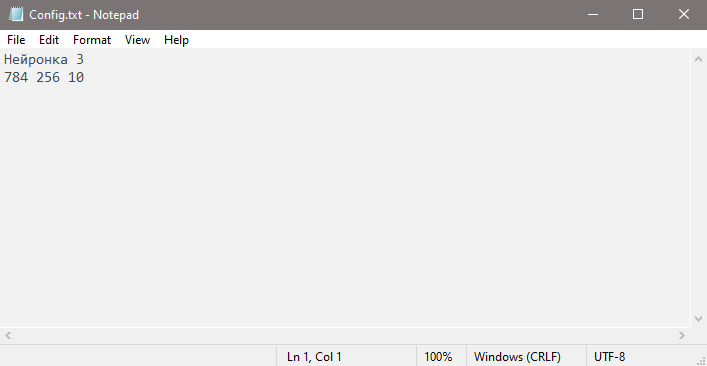 Config.txt - Notepad
File Edit Format View Help
Нейронка 3
784 256 10
Ln 1, Col 1 100% Windows (CRLF) UTF-8